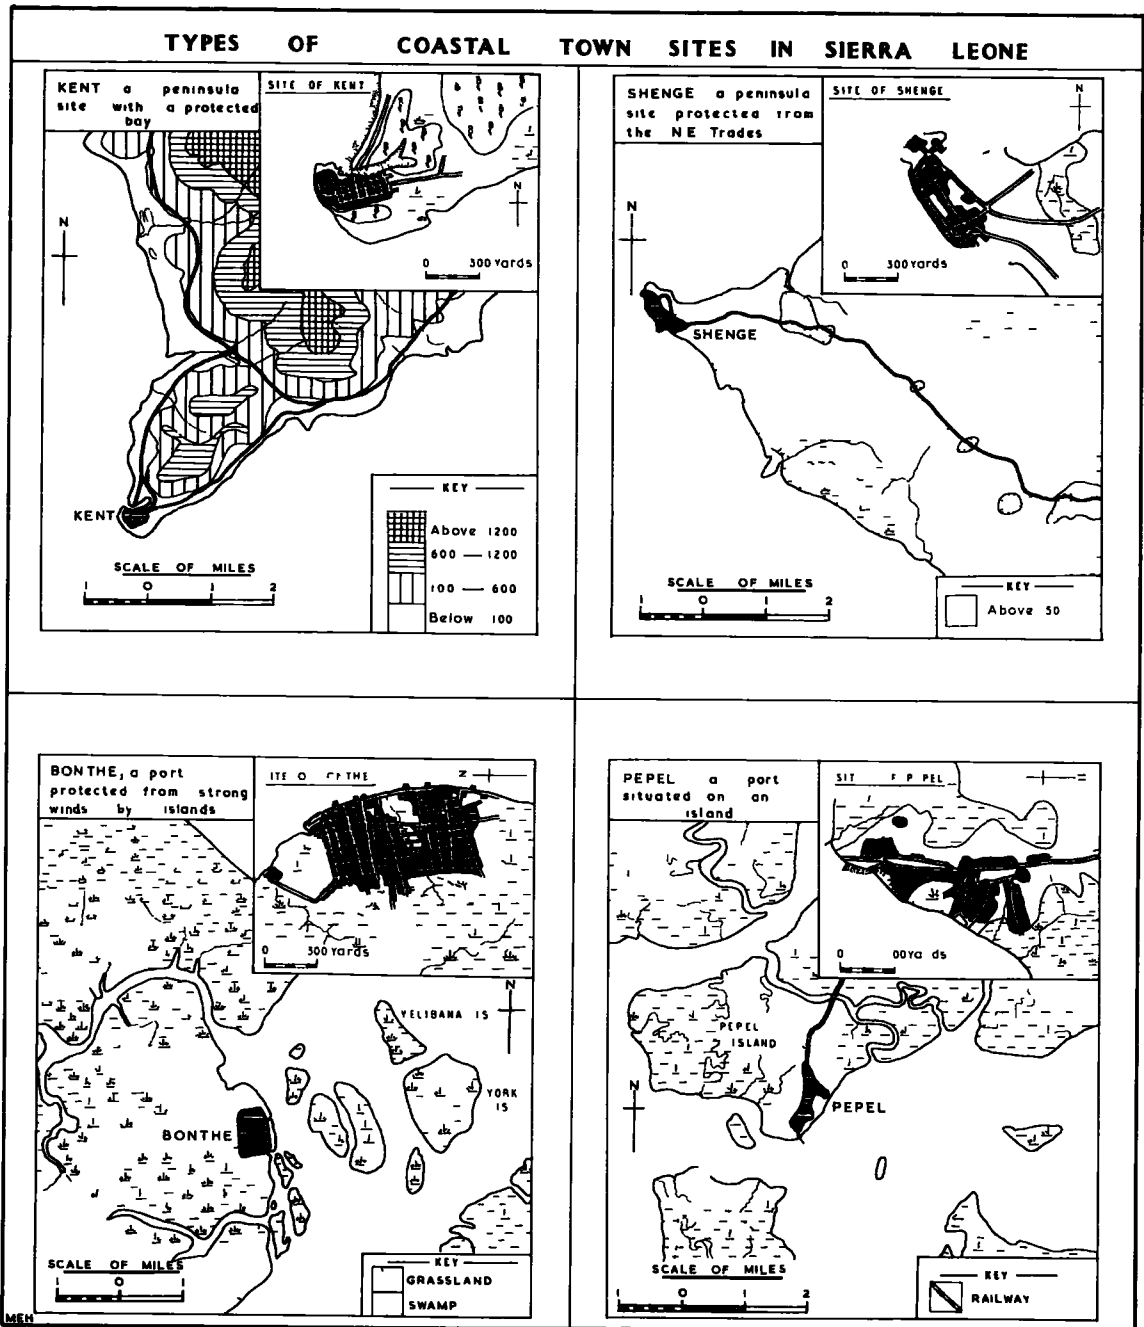 TYPES OF COASTAL TOWN SITES IN SIERRA LEONE
KENT a peninsula
site with a protected
bay
SITE OF KENT
N
0 300 Yards
N
KENT
SCALE OF MILES
1 0 1 2
KEY
Above 1200
600 — 1200
100 — 600
Below 100
SHENGE a peninsula
site protected from
the NE Trades
SITE OF SHENGE
N
0 300 Yards
N
SHENGE
SCALE OF MILES
1 0 1 2
KEY
Above 50
BONTHE, a port
protected from strong
winds by islands
N
0 300 Yards
N
YELIBANA IS
YORK
IS
BONTHE
SCALE OF MILES
0
KEY
GRASSLAND
SWAMP
MEH
PEPEL a port
situated on an
island
N
0
PEPEL
ISLAND
N
PEPEL
SCALE OF MILES
1 0 1 2
KEY
RAILWAY